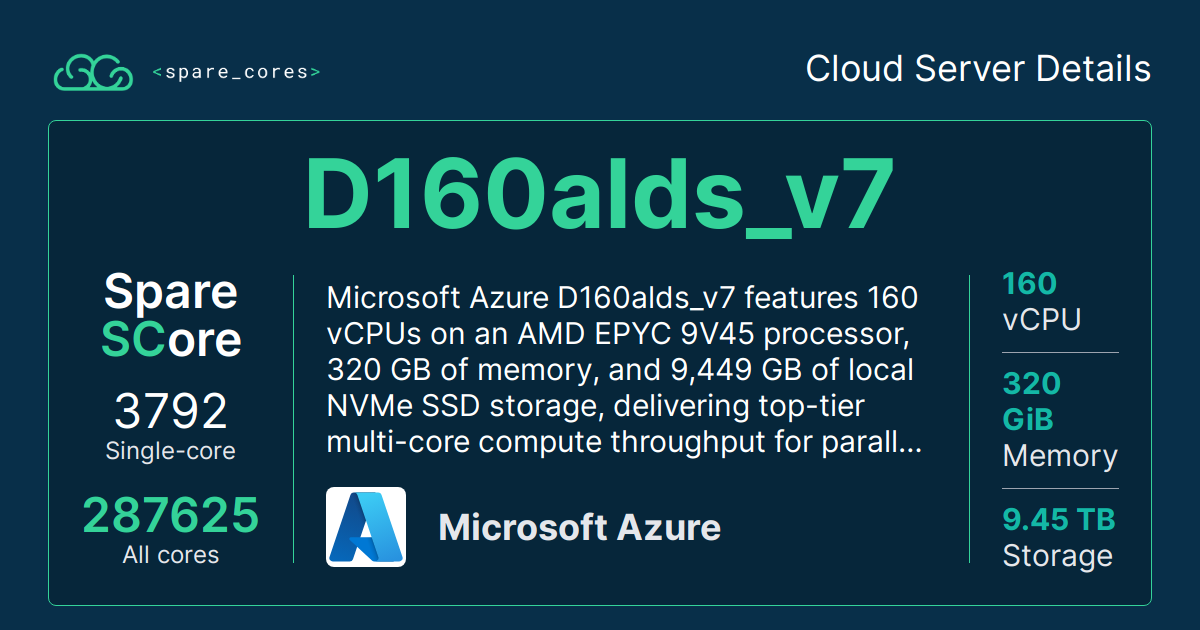 <spare_cores>
Cloud Server Details
D160alds_v7
Spare
SCore
3792
Single-core
287625
All cores
Microsoft Azure D160alds_v7 features 160
vCPUs on an AMD EPYC 9V45 processor,
320 GB of memory, and 9,449 GB of local
NVMe SSD storage, delivering top-tier
multi-core compute throughput for parall...
Microsoft Azure
160
vCPU
320
GiB
Memory
9.45 TB
Storage